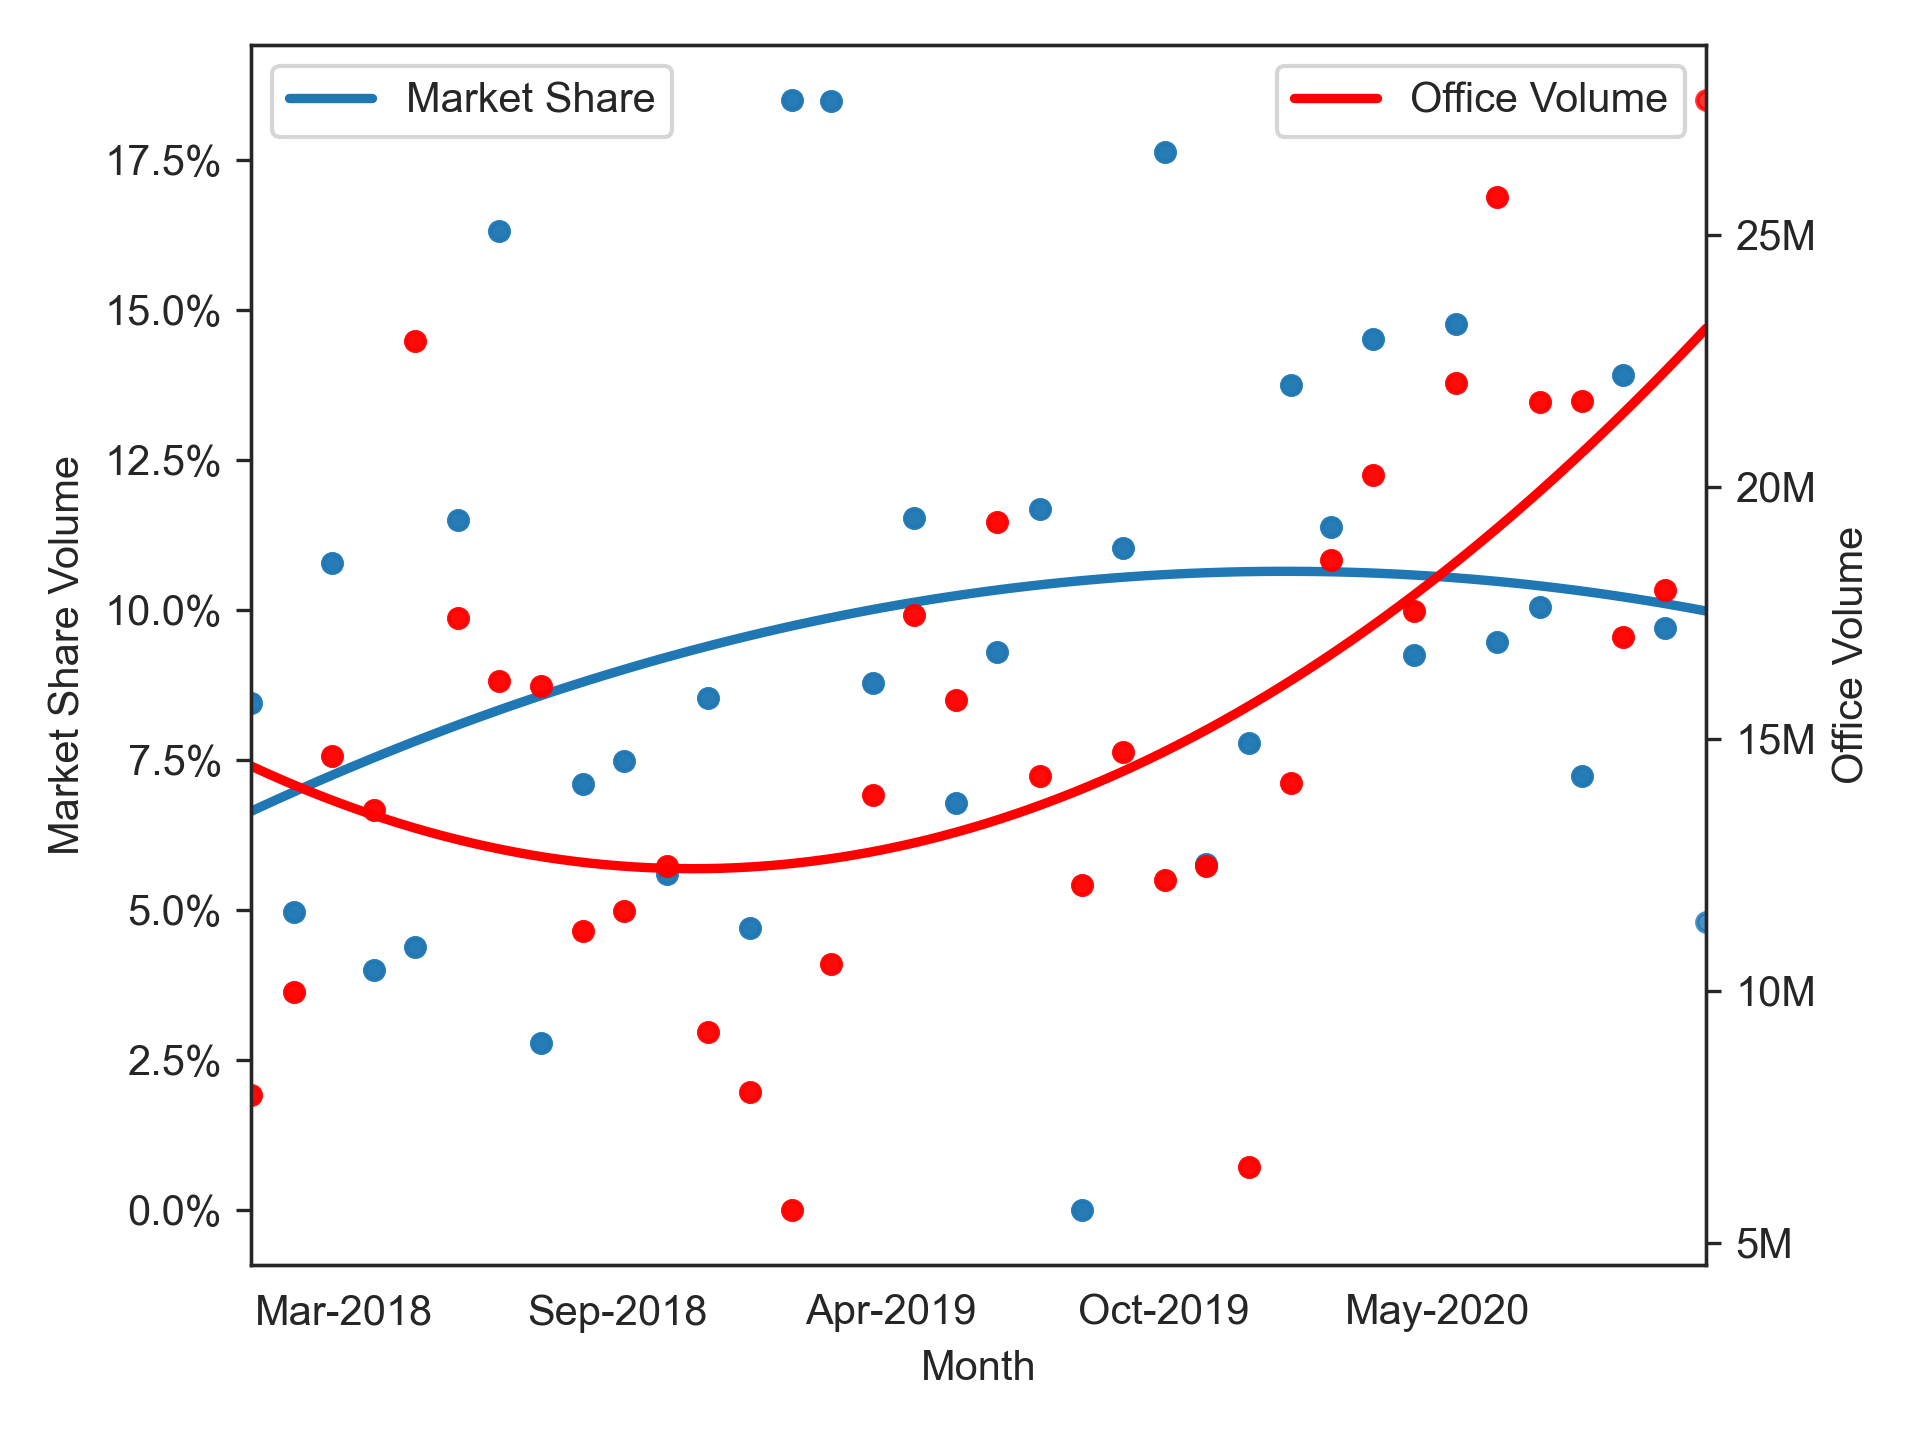 Market Share
Office Volume
17.5%
15.0%
12.5%
10.0%
7.5%
5.0%
2.5%
0.0%
Market Share Volume
25M
20M
15M
10M
5M
Office Volume
Mar-2018
Sep-2018
Apr-2019
Oct-2019
May-2020
Month